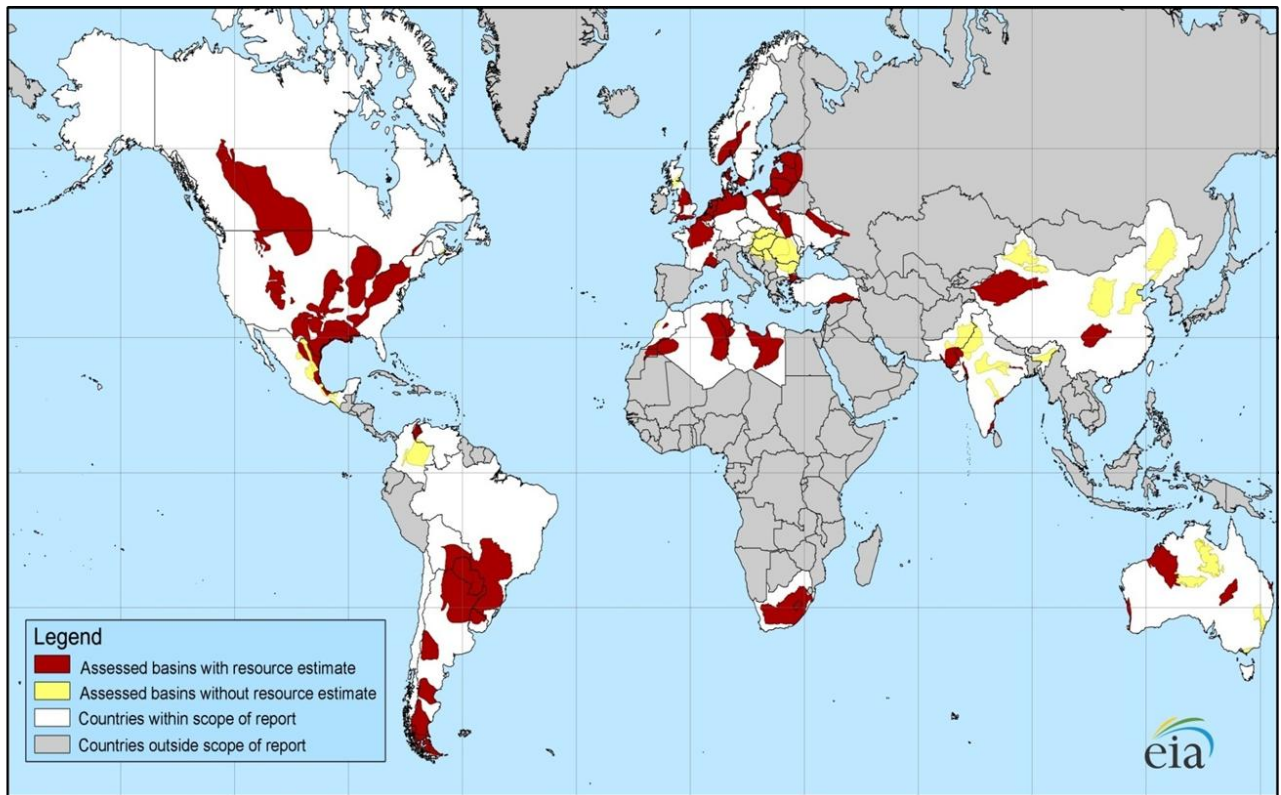 Legend
Assessed basins with resource estimate
Assessed basins without resource estimate
Countries within scope of report
Countries outside scope of report
eia